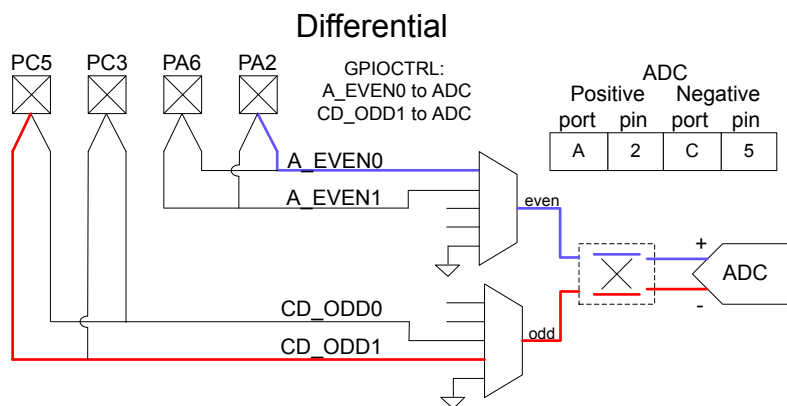 Differential
PC5 PC3 PA6 PA2
GPIOCTRL:
A_EVEN0 to ADC
CD_ODD1 to ADC
ADC
Positive Negative
port pin port pin
A 2 C 5
A_EVEN0
A_EVEN1
even
+
ADC
-
CD_ODD0
odd
CD_ODD1